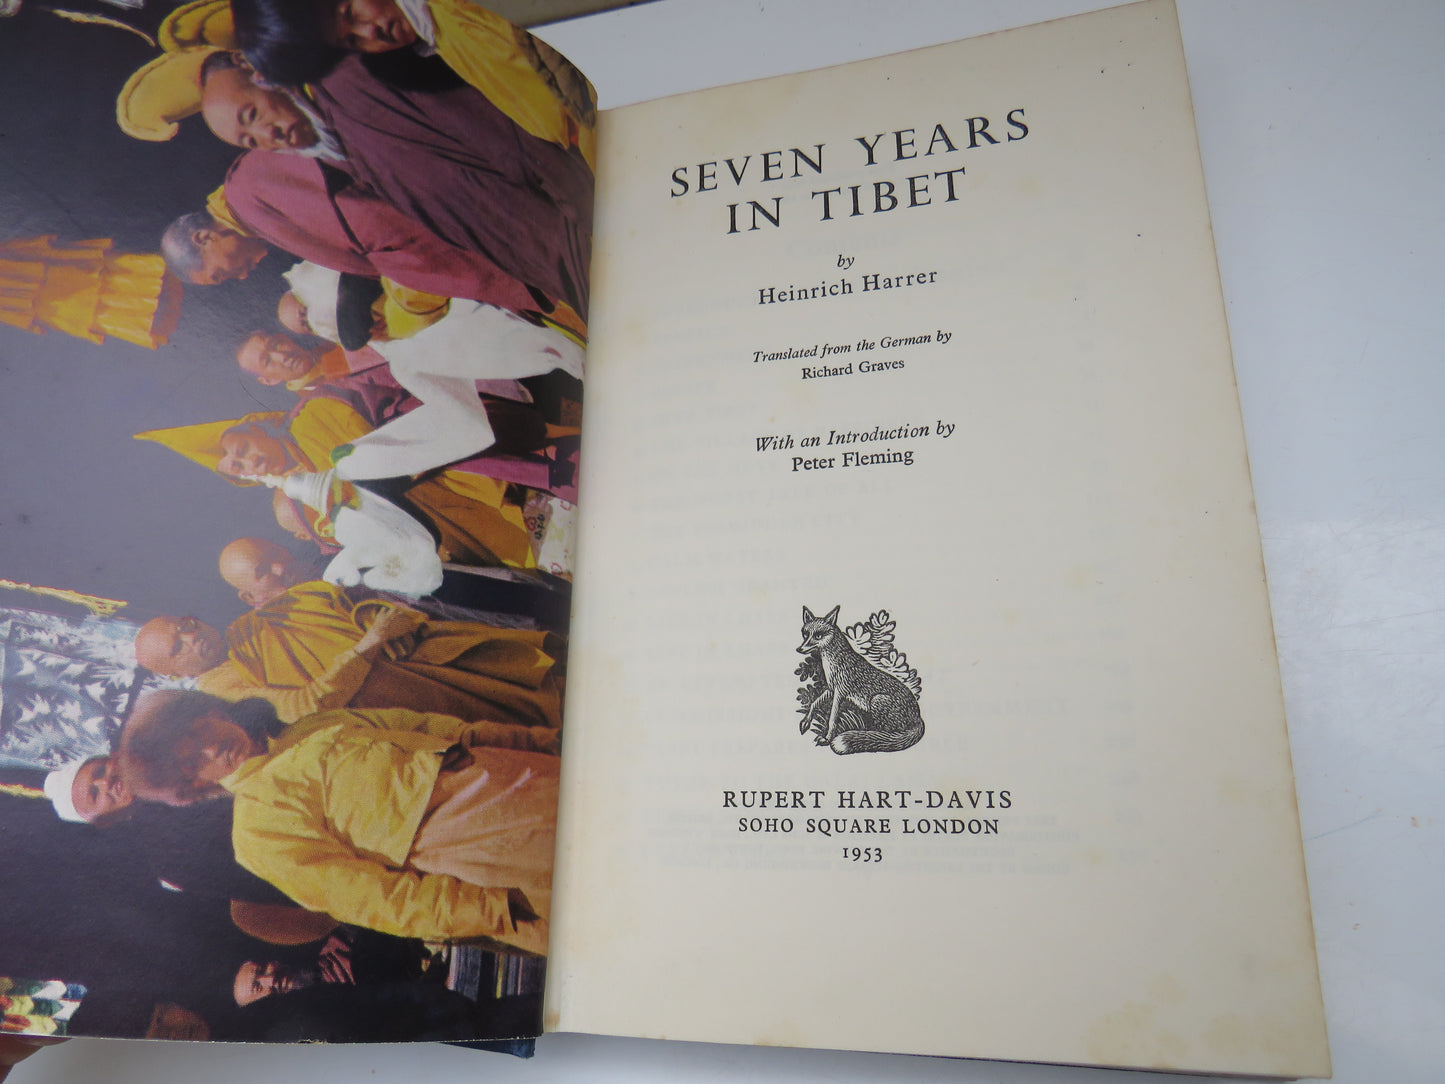 SEVEN YEARS
IN TIBET
by
Heinrich Harrer
Translated from the German by
Richard Graves
With an Introduction by
Peter Fleming
RUPERT HART-DAVIS
SOHO SQUARE LONDON
1953